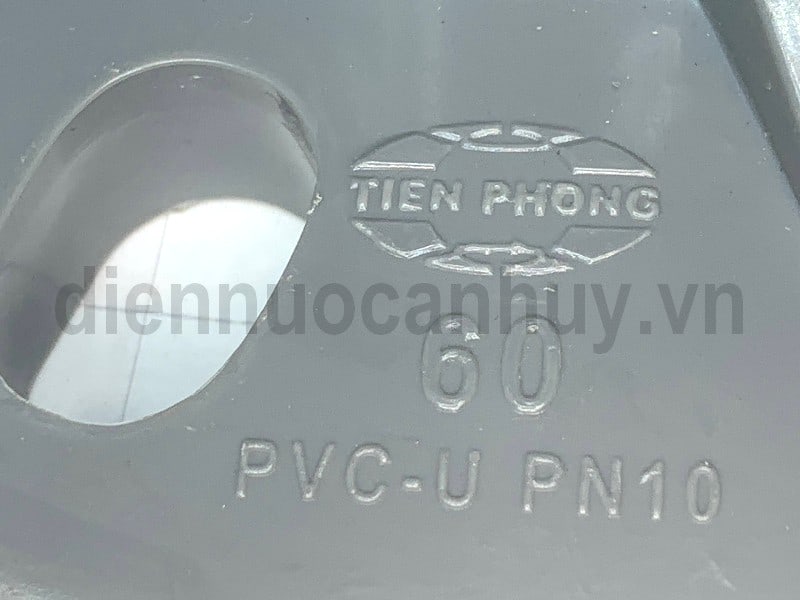 TIEN PHONG
diennuocanhuy.vn
60
PVC-U PN10